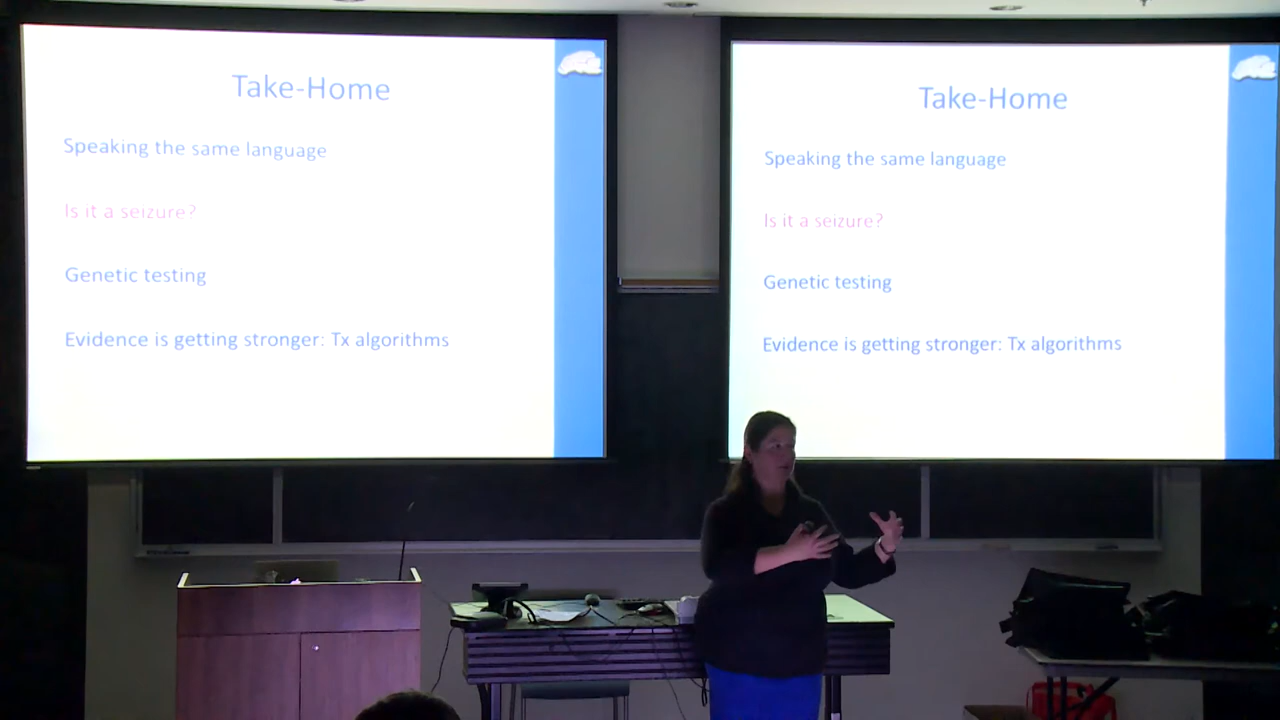 Take-Home
Speaking the same language
Is it a seizure?
Genetic testing
Evidence is getting stronger: Tx algorithms
Take-Home
Speaking the same language
Is it a seizure?
Genetic testing
Evidence is getting stronger: Tx algorithms